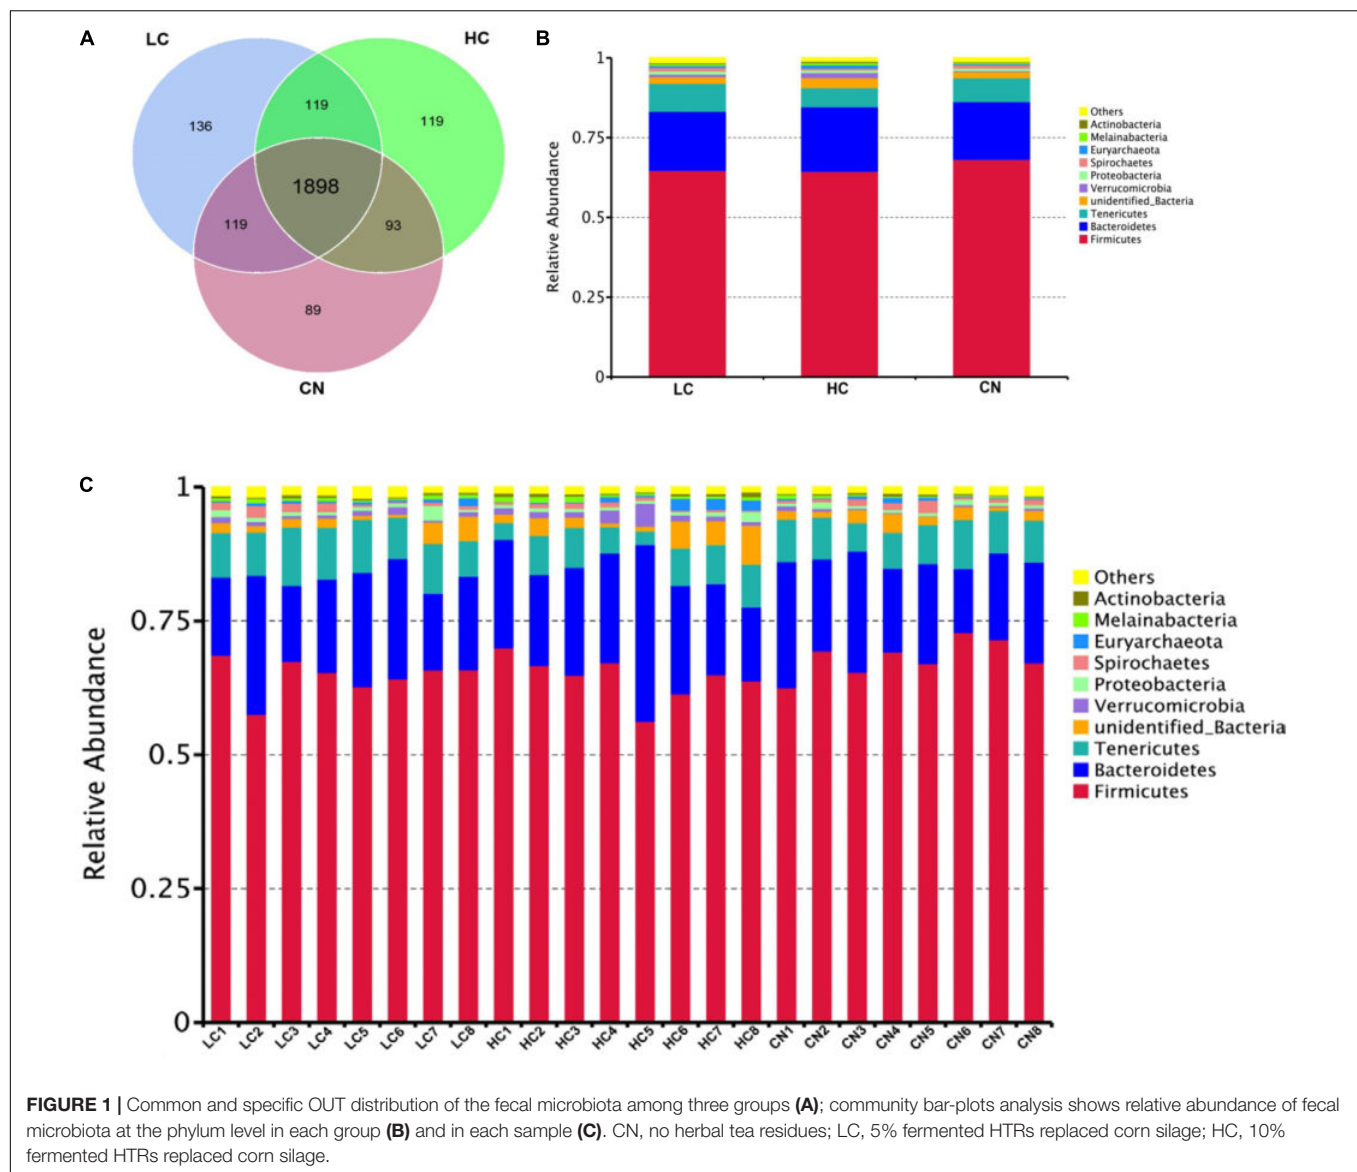 A
LC
HC
136
119
119
1898
119
93
89
CN
B
Relative Abundance
1
0.75
0.5
0.25
0
LC
HC
CN
Others
Actinobacteria
Melainabacteria
Euryarchaeota
Spirochaetes
Proteobacteria
Verrucomicrobia
unidentified_Bacteria
Tenericutes
Bacteroidetes
Firmicutes
C
Relative Abundance
1
0.75
0.5
0.25
0
LC1
LC2
LC3
LC4
LC5
LC6
LC7
LC8
HC1
HC2
HC3
HC4
HC5
HC6
HC7
HC8
CN1
CN2
CN3
CN4
CN5
CN6
CN7
CN8
Others
Actinobacteria
Melainabacteria
Euryarchaeota
Spirochaetes
Proteobacteria
Verrucomicrobia
unidentified_Bacteria
Tenericutes
Bacteroidetes
Firmicutes
FIGURE 1 | Common and specific OUT distribution of the fecal microbiota among three groups (A); community bar-plots analysis shows relative abundance of fecal
microbiota at the phylum level in each group (B) and in each sample (C). CN, no herbal tea residues; LC, 5% fermented HTRs replaced corn silage; HC, 10%
fermented HTRs replaced corn silage.